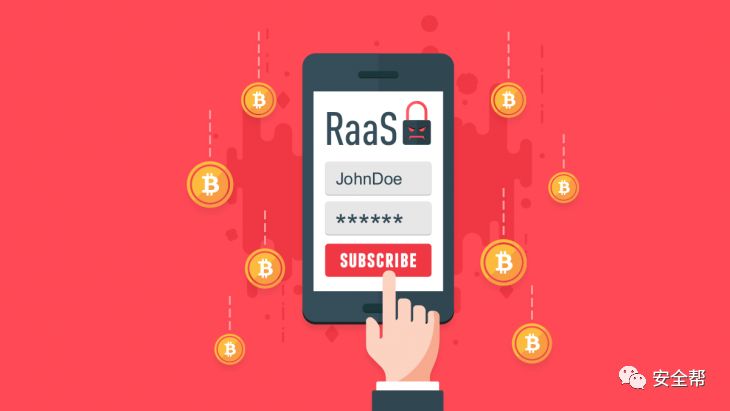 RaaS
JohnDoe
******
SUBSCRIBE
安全帮